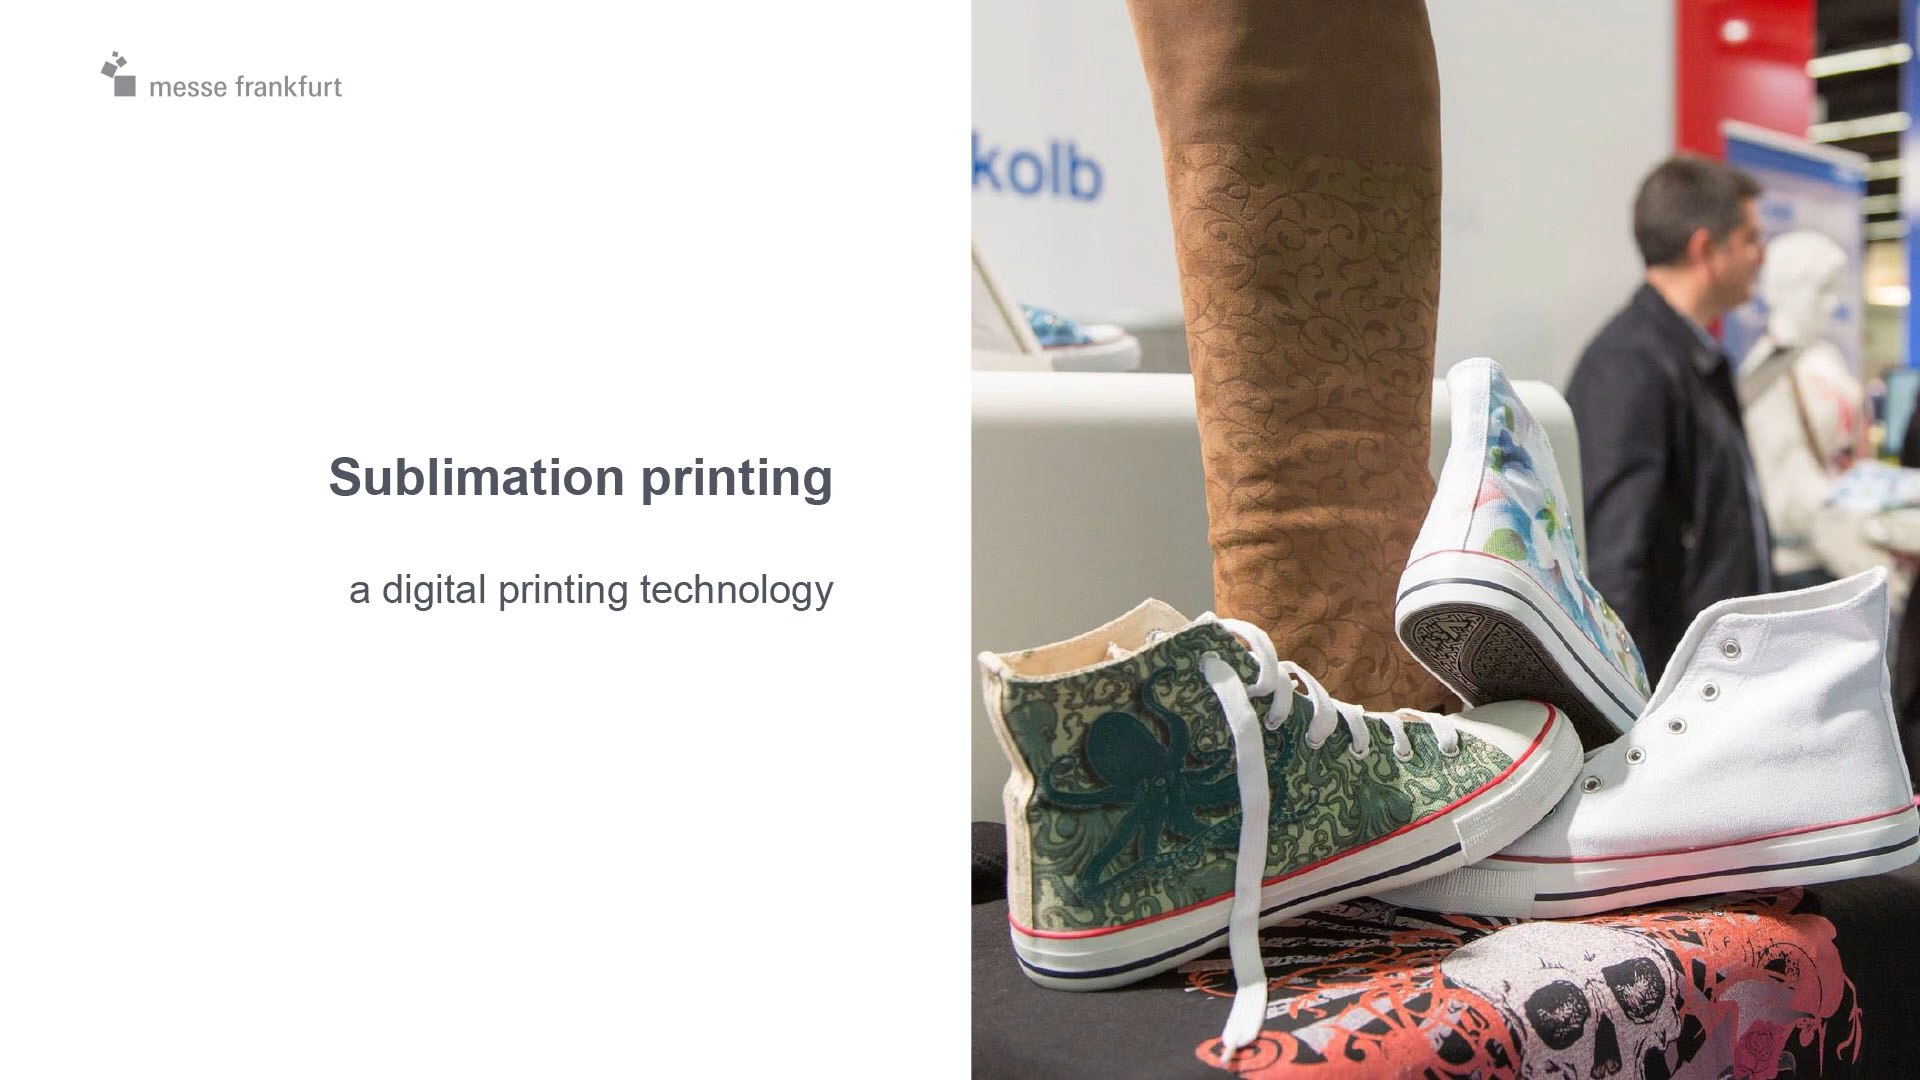 messe frankfurt
Sublimation printing
a digital printing technology
kolb